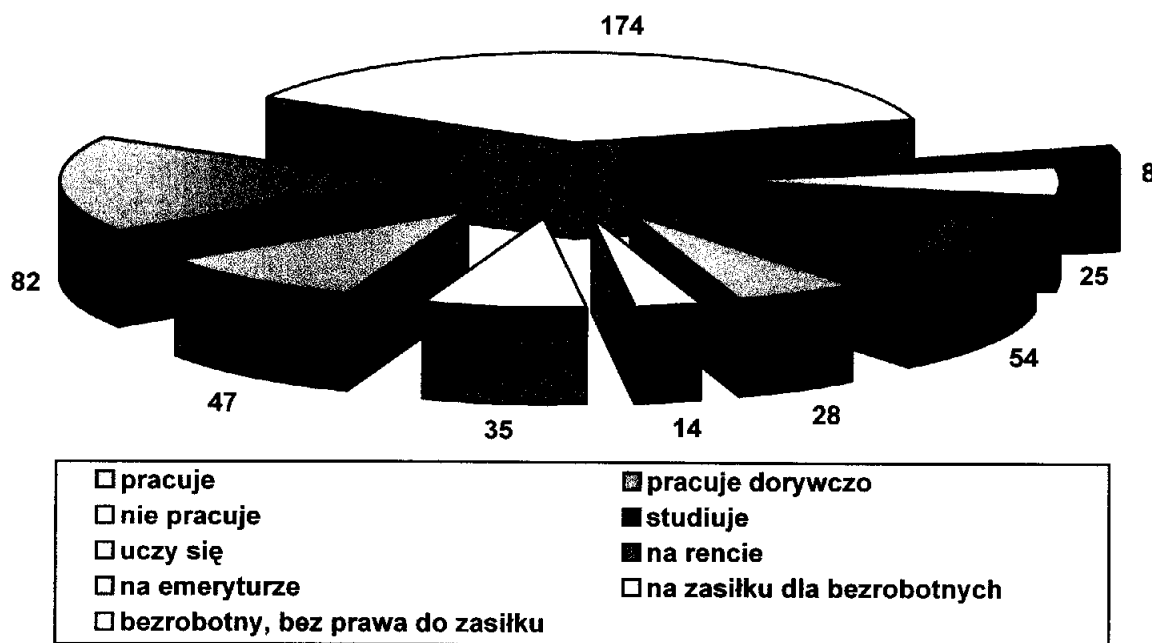 174
8
82
25
54
47
28
35
14
pracuje
pracuje dorywczo
nie pracuje
studiuje
uczy się
na rencie
na emeryturze
na zasiłku dla bezrobotnych
bezrobotny, bez prawa do zasiłku